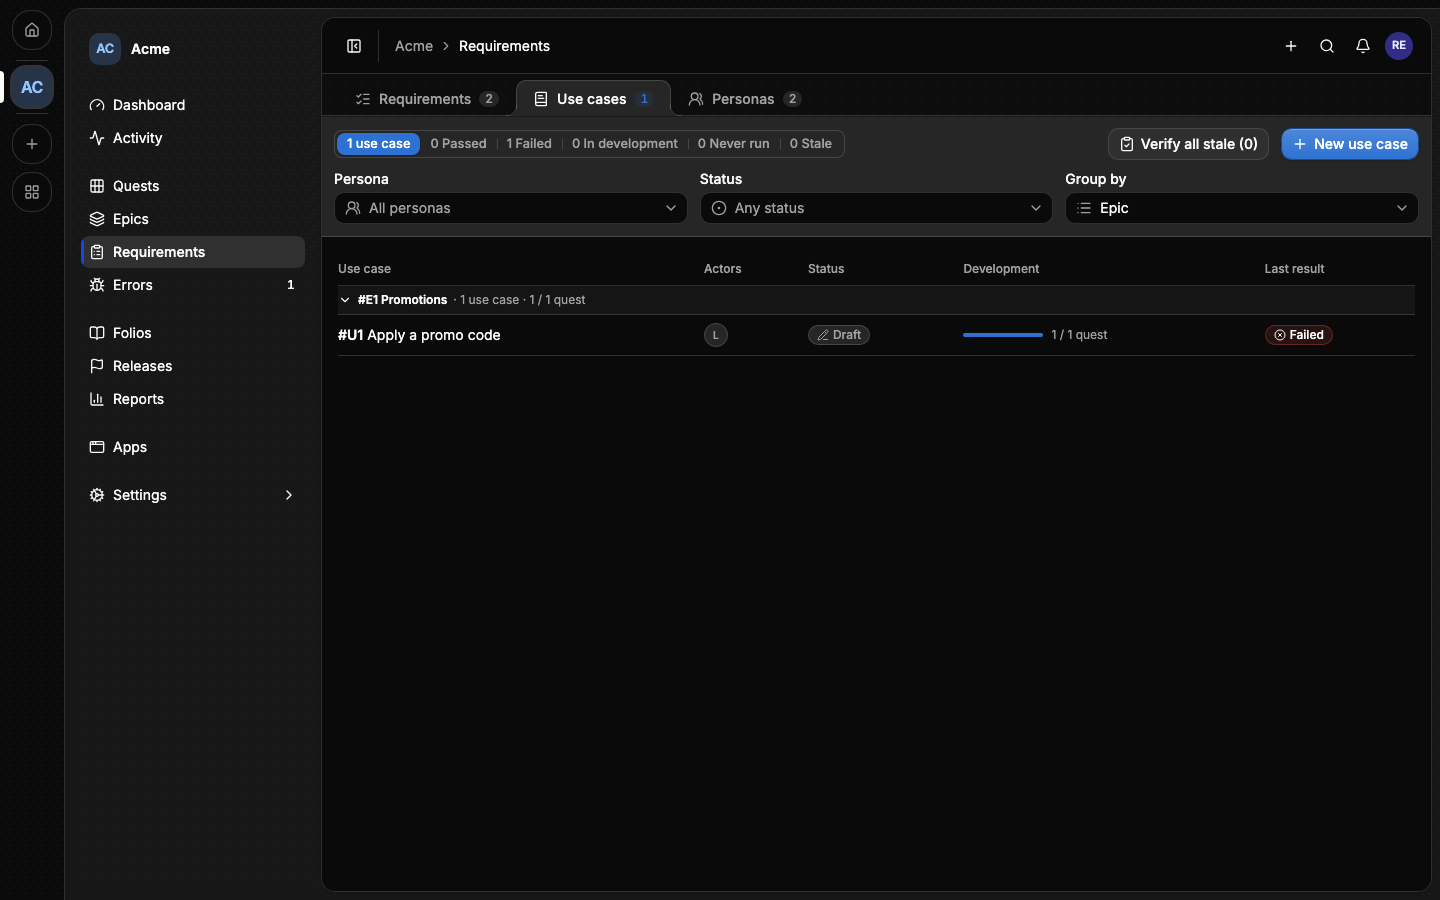 AC Acme
Acme > Requirements
RE
AC
Dashboard
Activity
Quests
Epics
Requirements
Errors 1
Folios
Releases
Reports
Apps
Settings
Requirements 2
Use cases 1
Personas 2
1 use case
0 Passed
1 Failed
0 In development
0 Never run
0 Stale
Verify all stale (0)
New use case
Persona
All personas
Status
Any status
Group by
Epic
Use case Actors Status Development Last result
#E1 Promotions · 1 use case · 1 / 1 quest
#U1 Apply a promo code L Draft 1 / 1 quest Failed